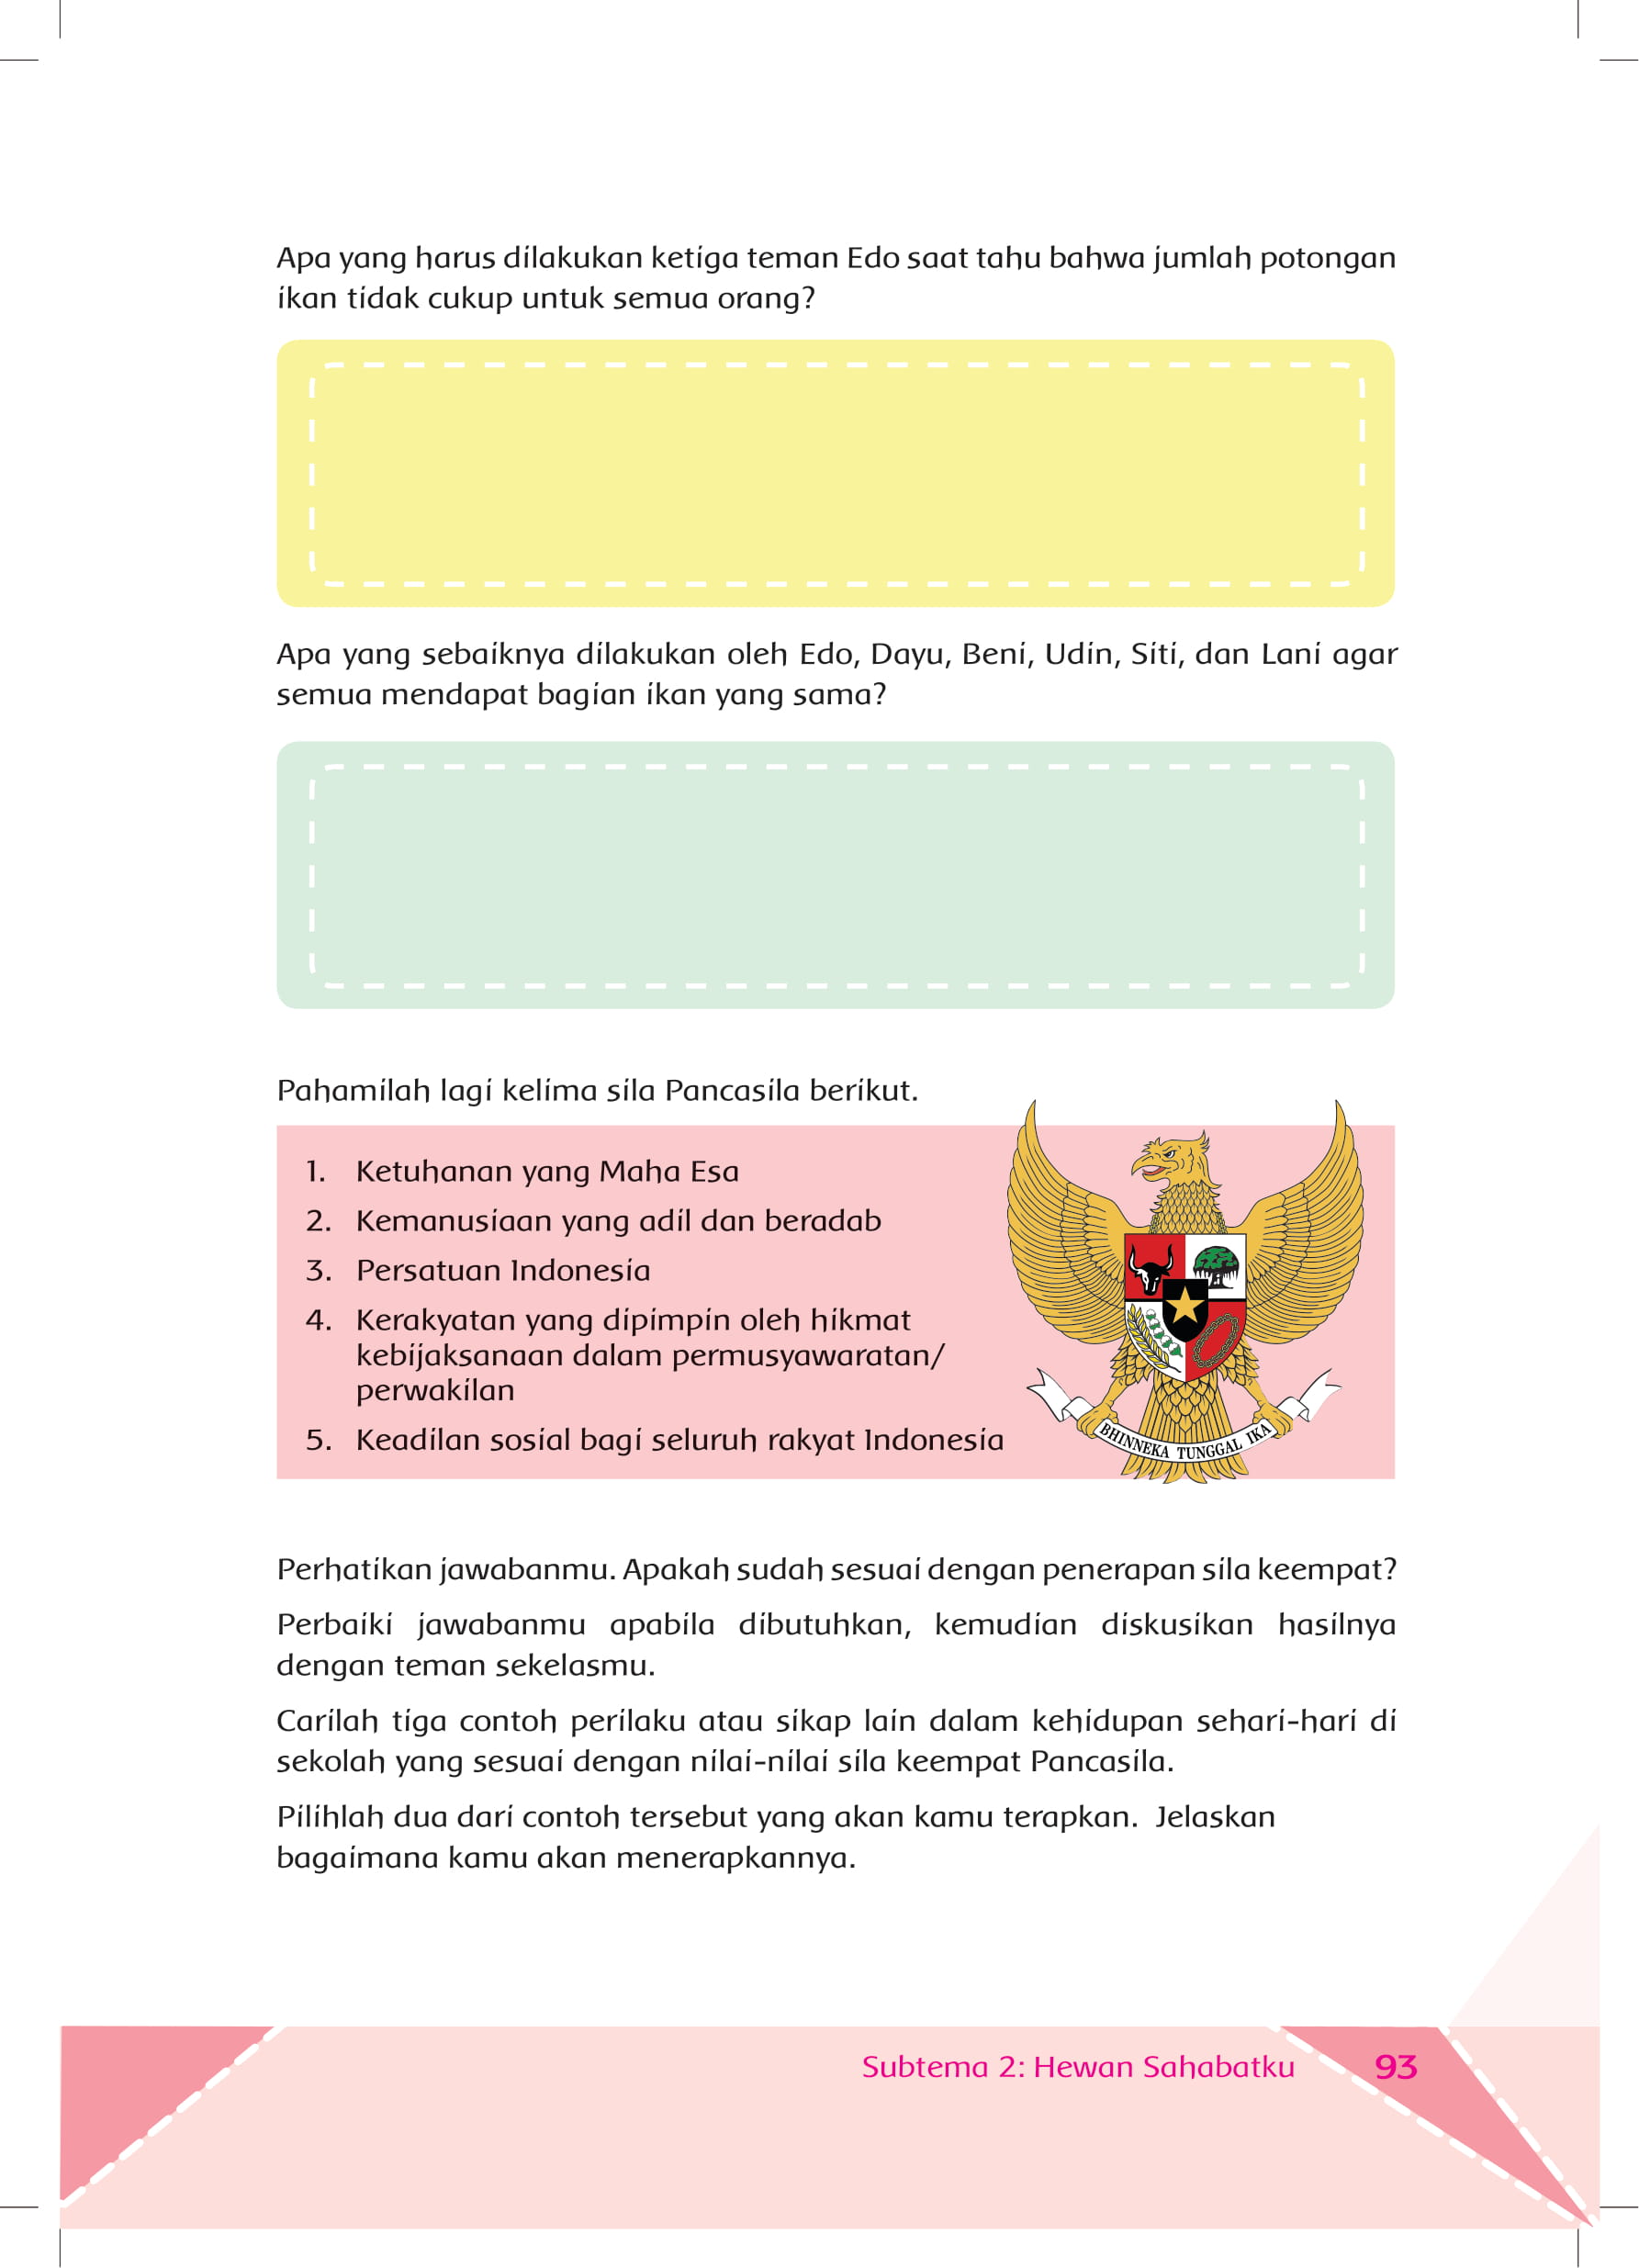 Apa yang harus dilakukan ketiga teman Edo saat tahu bahwa jumlah potongan
ikan tidak cukup untuk semua orang?
Apa yang sebaiknya dilakukan oleh Edo, Dayu, Beni, Udin, Siti, dan Lani agar
semua mendapat bagian ikan yang sama?
Pahamilah lagi kelima sila Pancasila berikut.
1. Ketuhanan yang Maha Esa
2. Kemanusiaan yang adil dan beradab
3. Persatuan Indonesia
4. Kerakyatan yang dipimpin oleh hikmat
kebijaksanaan dalam permusyawaratan/
perwakilan
5. Keadilan sosial bagi seluruh rakyat Indonesia
BHINNEKA TUNGGAL IKA
Perhatikan jawabanmu. Apakah sudah sesuai dengan penerapan sila keempat?
Perbaiki jawabanmu apabila dibutuhkan, kemudian diskusikan hasilnya
dengan teman sekelasmu.
Carilah tiga contoh perilaku atau sikap lain dalam kehidupan sehari-hari di
sekolah yang sesuai dengan nilai-nilai sila keempat Pancasila.
Pilihlah dua dari contoh tersebut yang akan kamu terapkan. Jelaskan
bagaimana kamu akan menerapkannya.
Subtema 2: Hewan Sahabatku 93